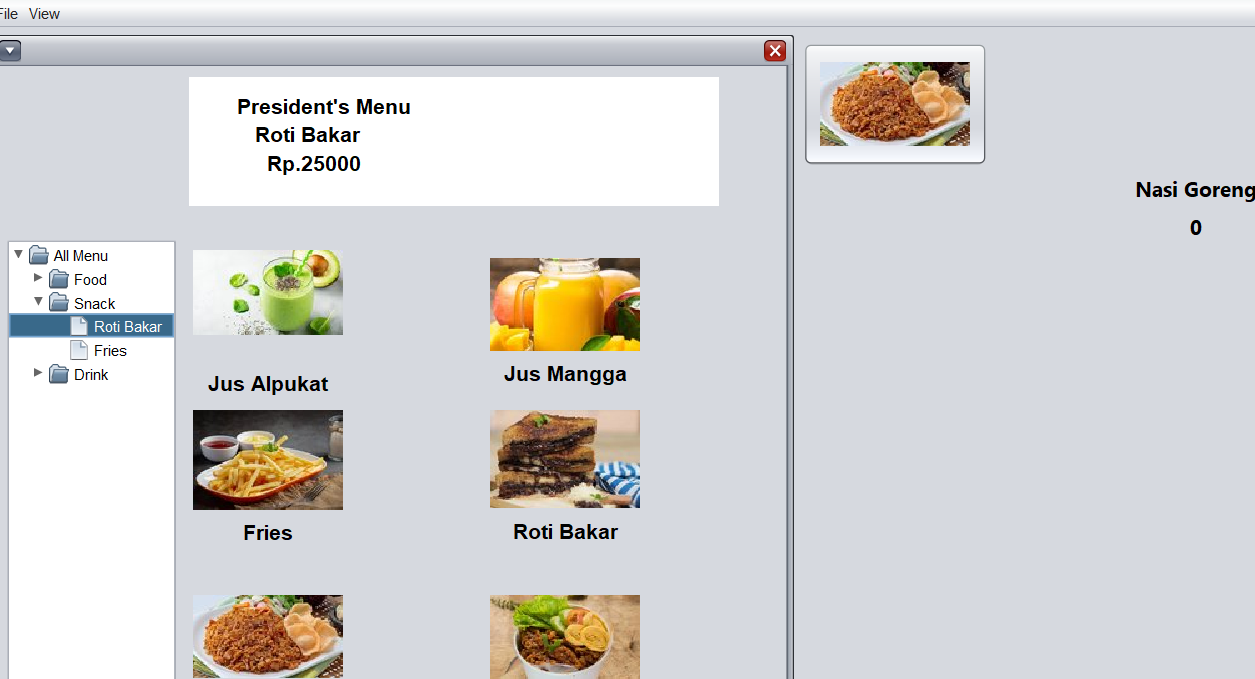 File View
President's Menu
Roti Bakar
Rp.25000
All Menu
Food
Snack
Roti Bakar
Fries
Drink
Jus Alpukat
Jus Mangga
Fries
Roti Bakar
Nasi Goreng
0